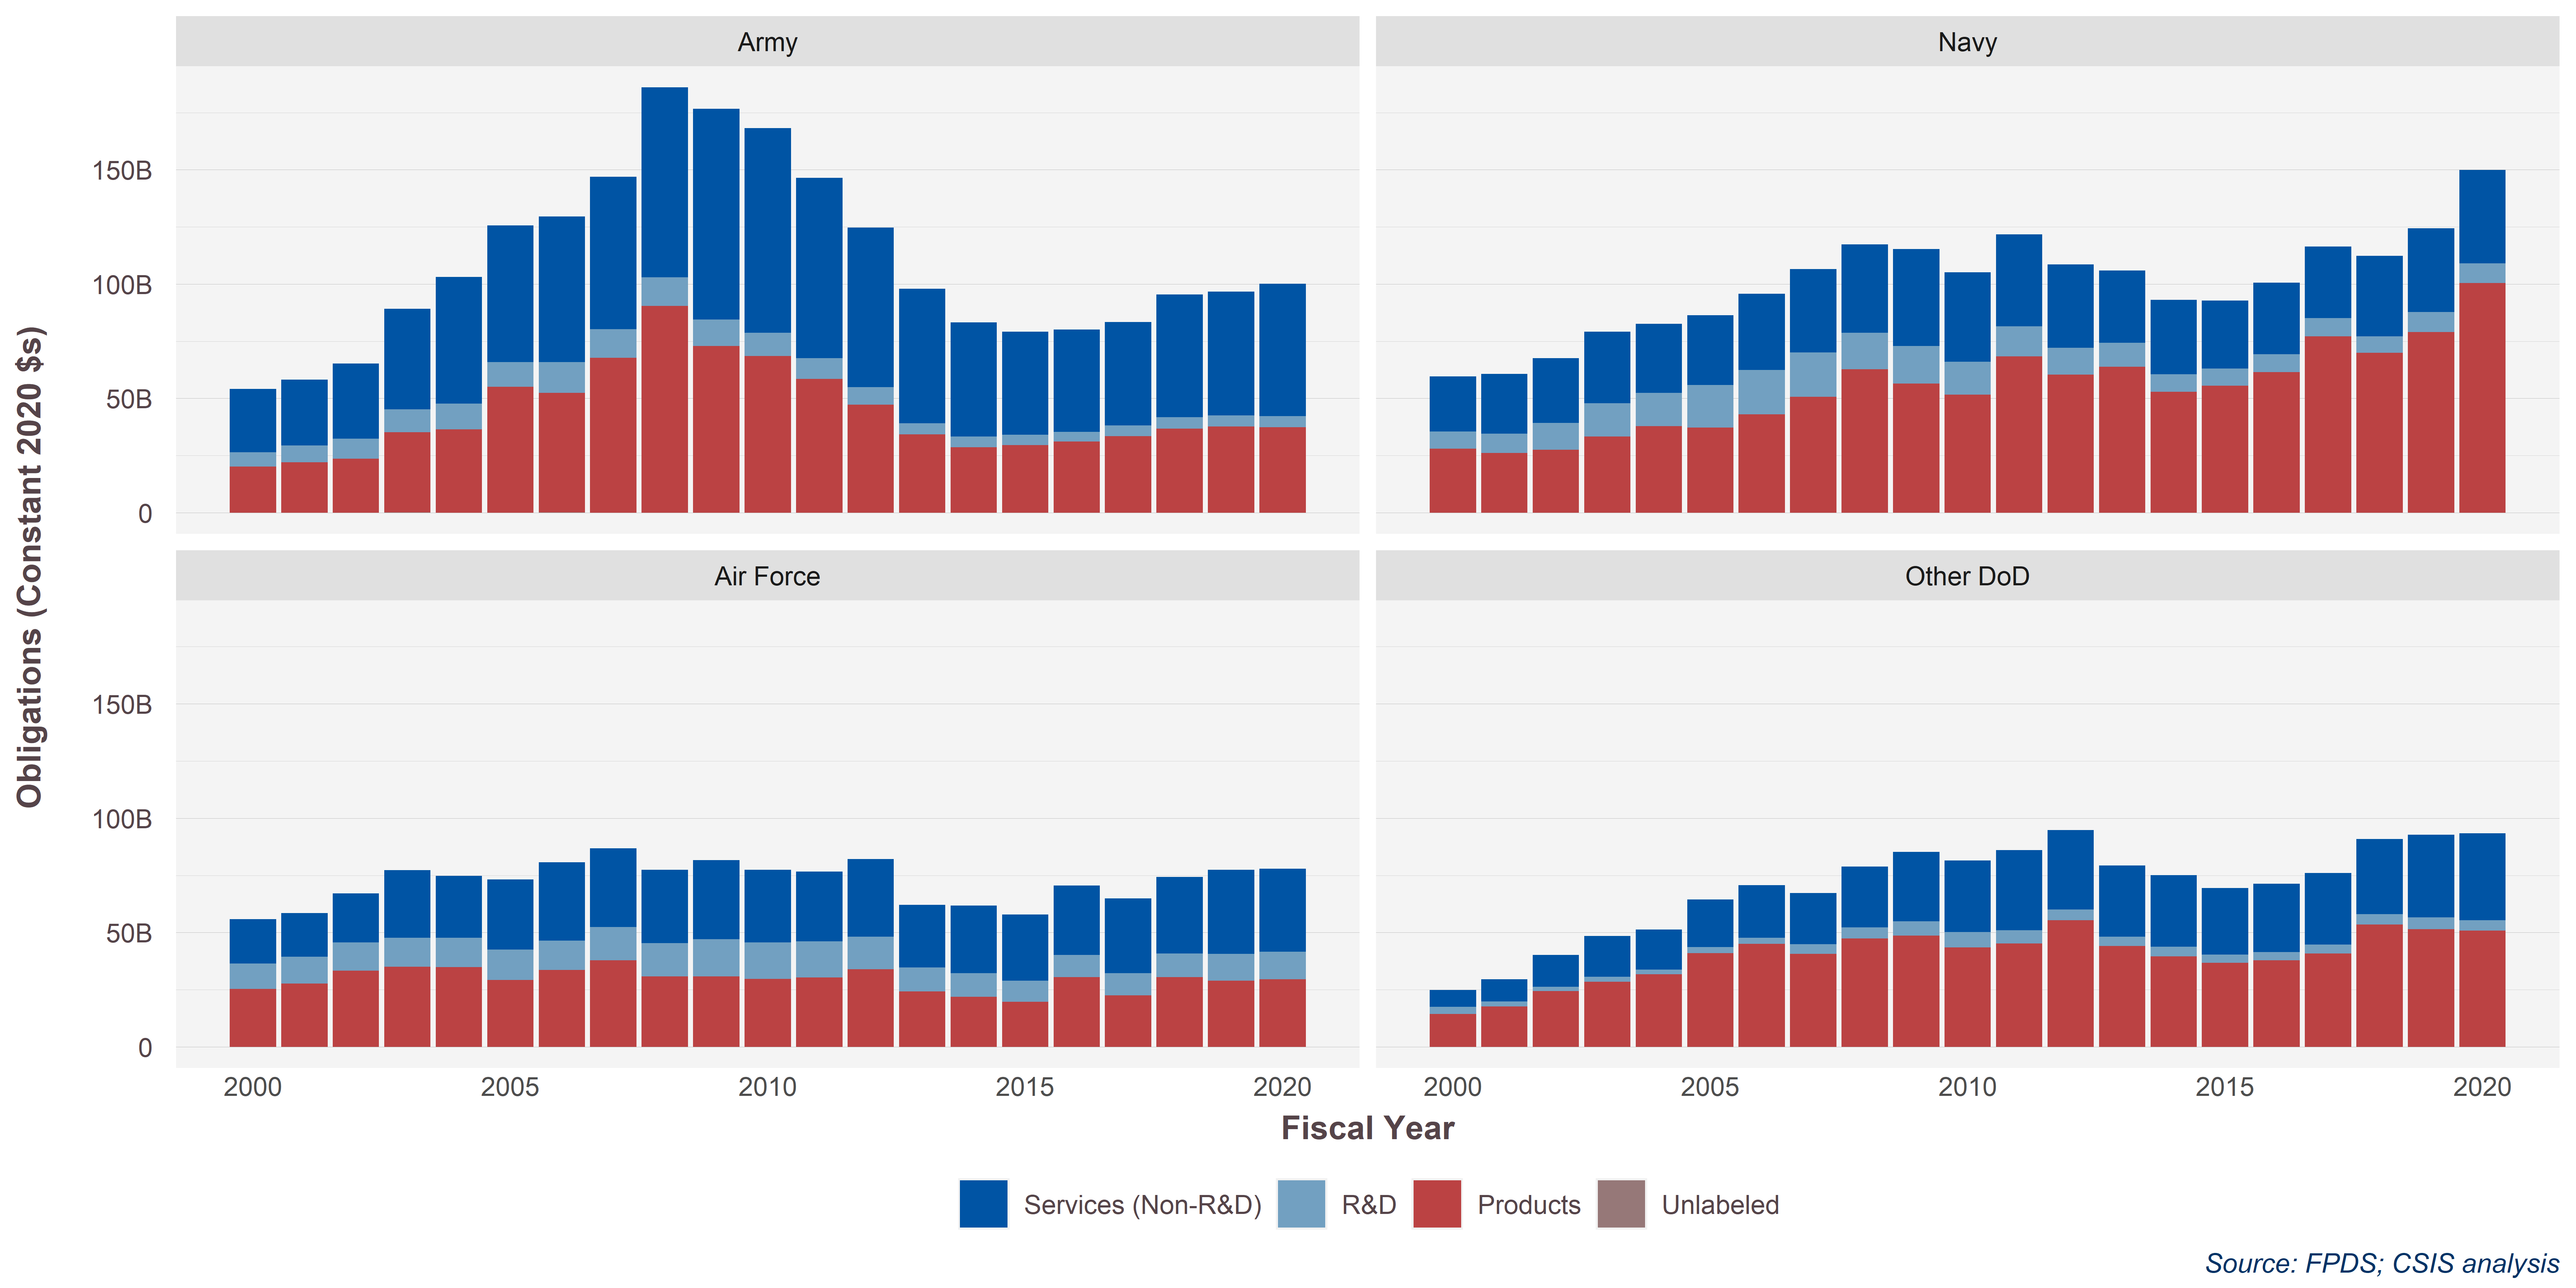 Army
Navy
150B
100B
50B
0
Air Force
Other DoD
150B
100B
50B
0
Obligations (Constant 2020 $s)
2000 2005 2010 2015 2020
2000 2005 2010 2015 2020
Fiscal Year
Services (Non-R&D) R&D Products Unlabeled
Source: FPDS; CSIS analysis